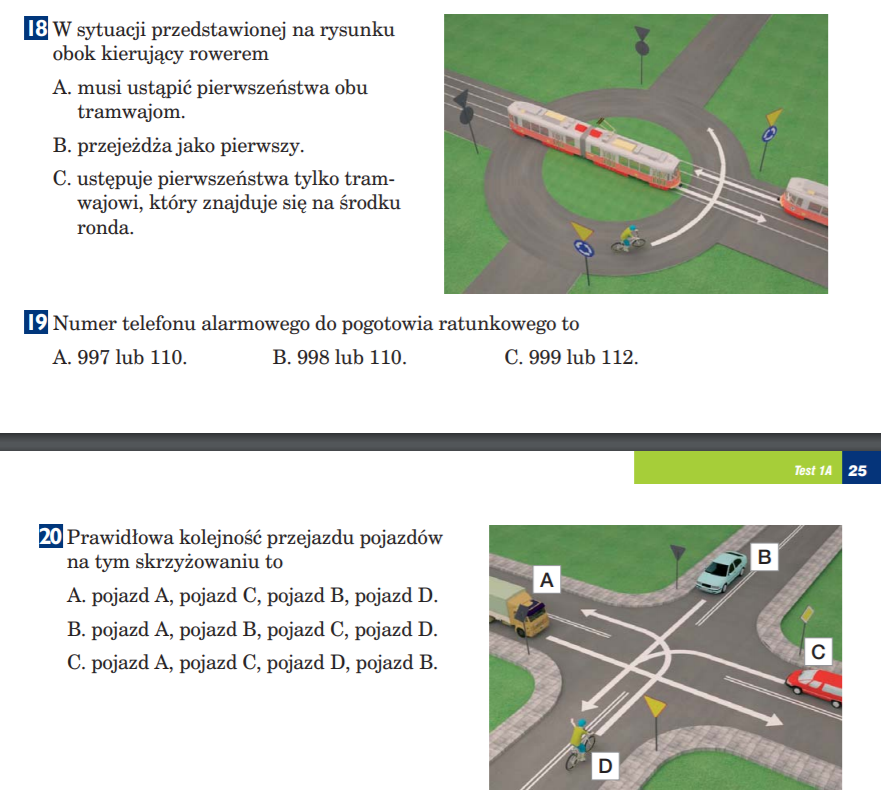 18 W sytuacji przedstawionej na rysunku
obok kierujący rowerem
A. musi ustąpić pierwszeństwa obu
tramwajom.
B. przejeżdża jako pierwszy.
C. ustępuje pierwszeństwa tylko tram-
wajowi, który znajduje się na środku
ronda.
19 Numer telefonu alarmowego do pogotowia ratunkowego to
A. 997 lub 110. B. 998 lub 110. C. 999 lub 112.
Test 1A 25
20 Prawidłowa kolejność przejazdu pojazdów
na tym skrzyżowaniu to
A. pojazd A, pojazd C, pojazd B, pojazd D.
B. pojazd A, pojazd B, pojazd C, pojazd D.
C. pojazd A, pojazd C, pojazd D, pojazd B.
A
B
C
D